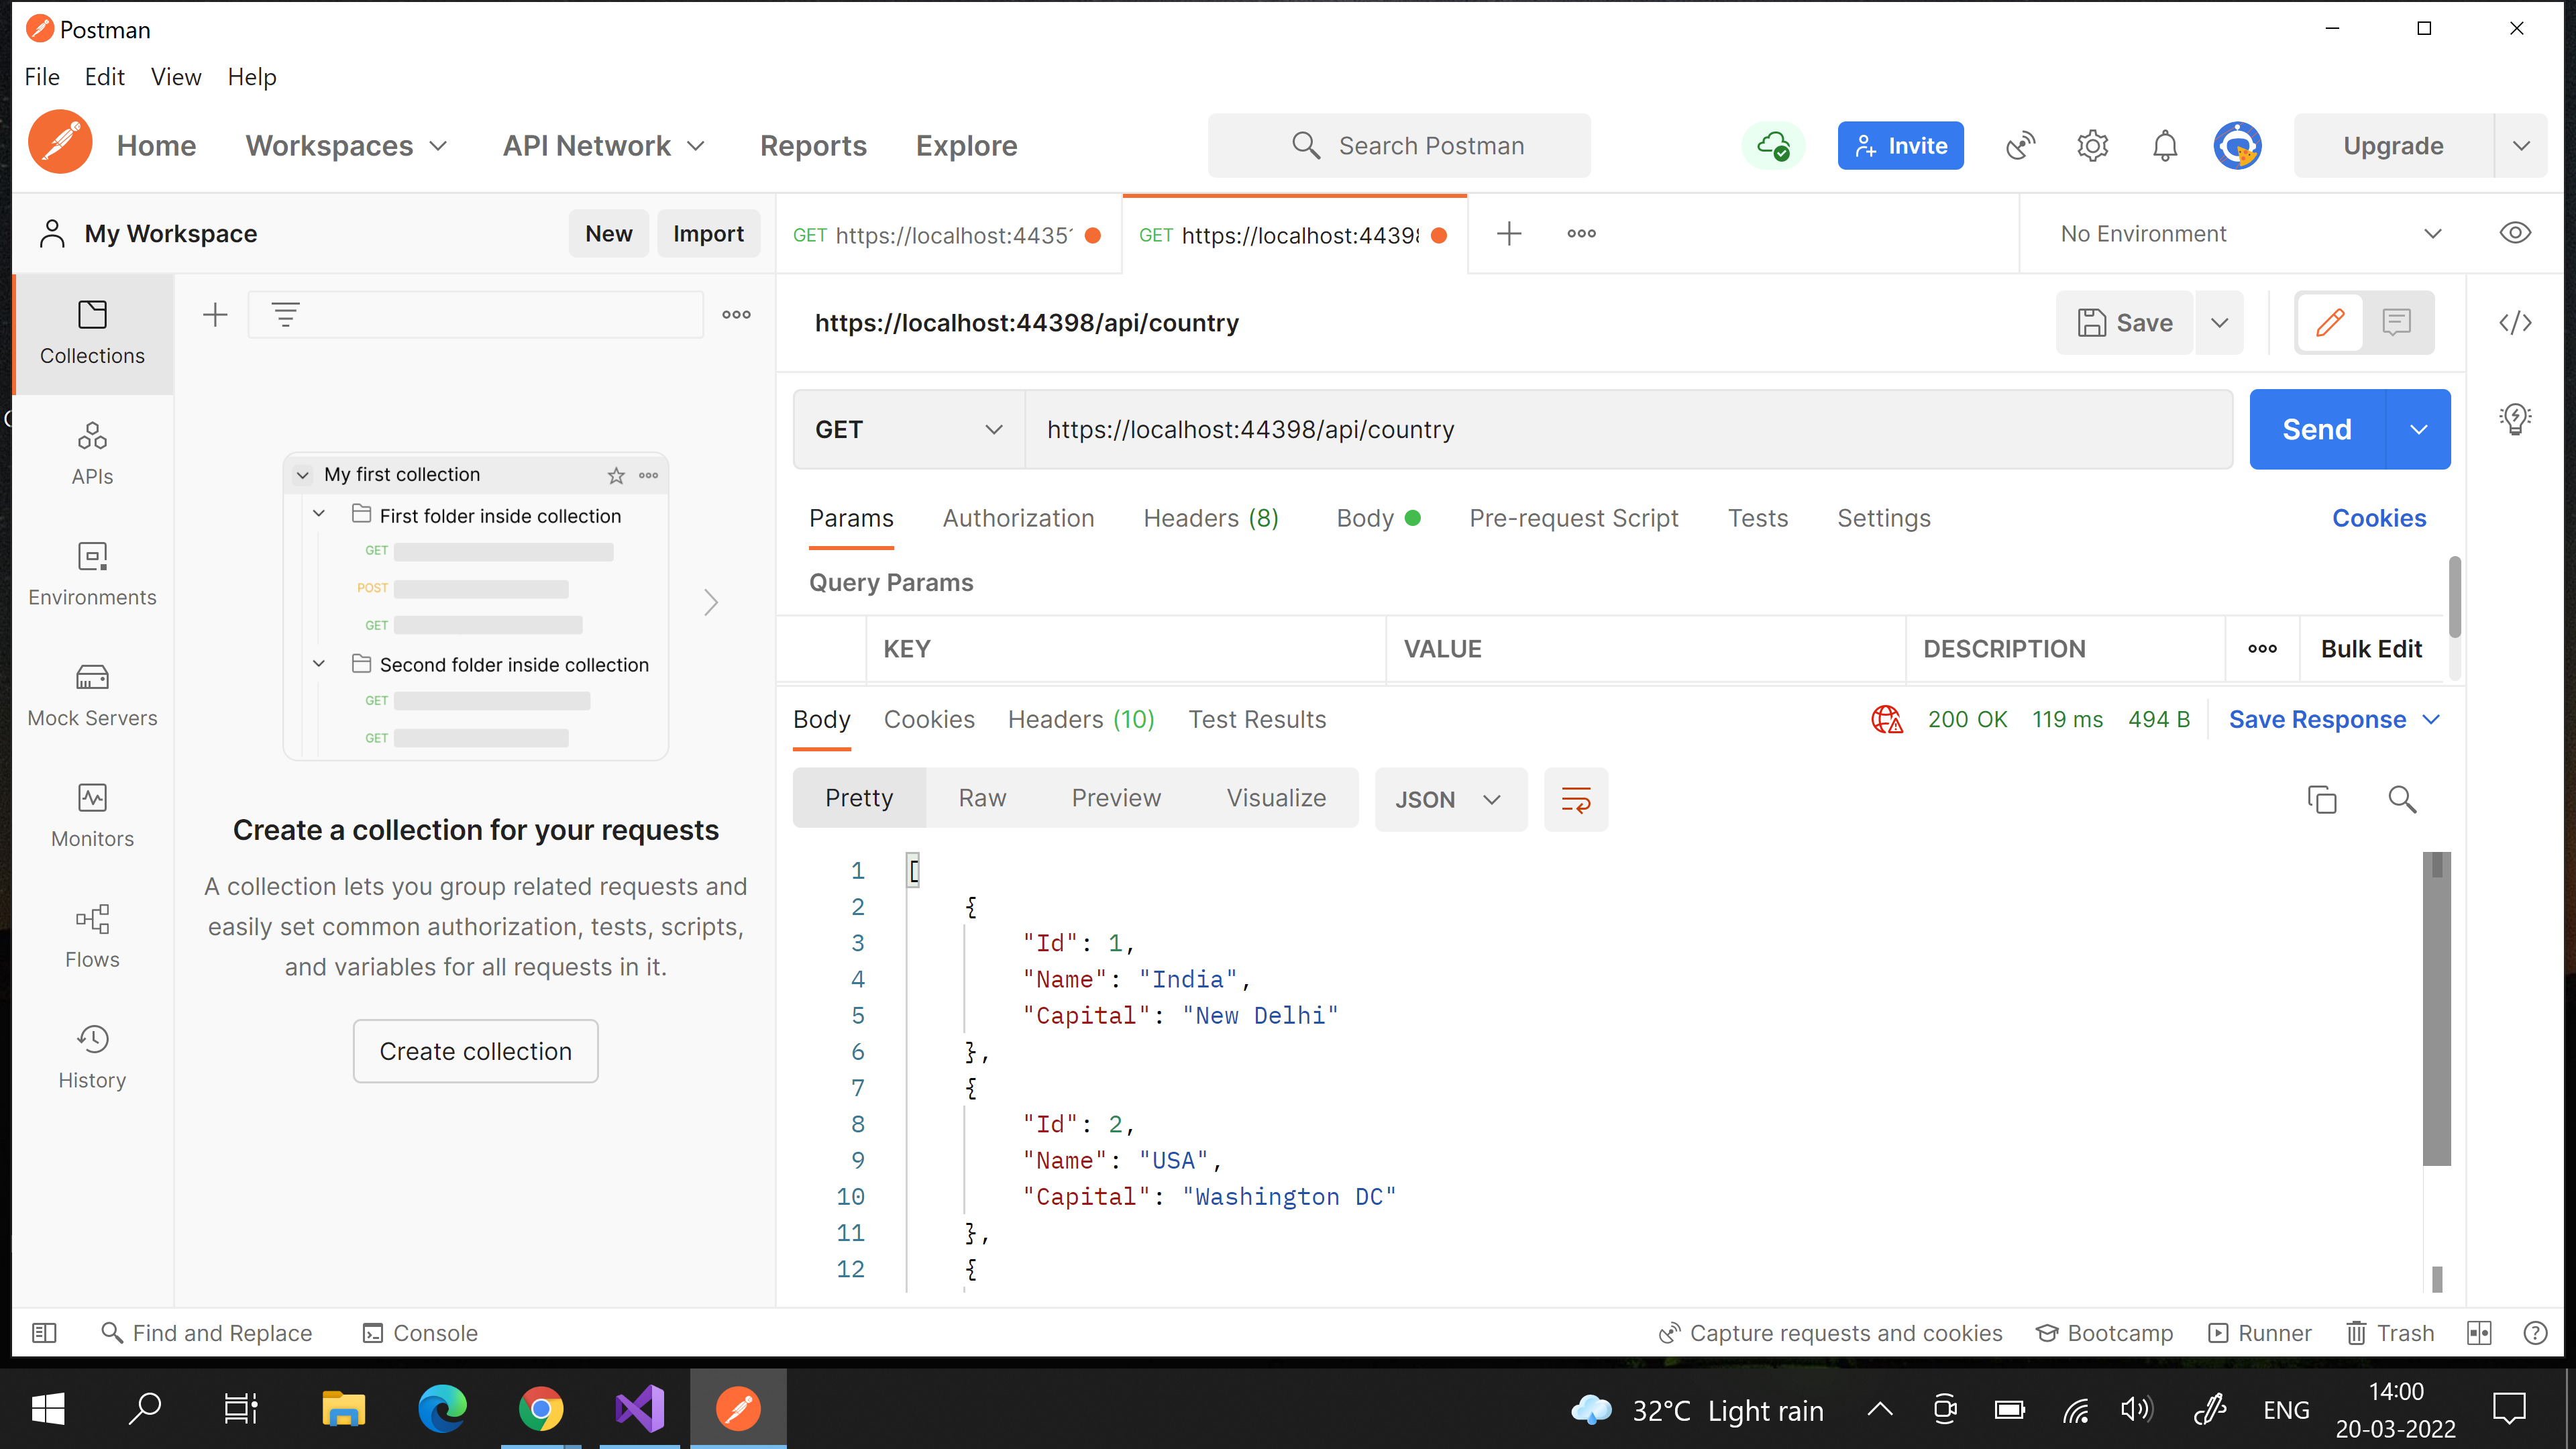 Postman
File Edit View Help
Home Workspaces API Network Reports Explore Search Postman Invite Upgrade
My Workspace New Import GET https://localhost:4435 GET https://localhost:4439 No Environment
Collections
https://localhost:44398/api/country Save
GET https://localhost:44398/api/country Send
APIs
My first collection
First folder inside collection
GET
POST
GET
Second folder inside collection
GET
GET
Params Authorization Headers (8) Body Pre-request Script Tests Settings Cookies
Query Params
KEY VALUE DESCRIPTION Bulk Edit
Environments
Mock Servers
Monitors
Flows
History
Body Cookies Headers (10) Test Results 200 OK 119 ms 494 B Save Response
Pretty Raw Preview Visualize JSON
Create a collection for your requests
A collection lets you group related requests and
easily set common authorization, tests, scripts,
and variables for all requests in it.
Create collection
1 [
2 {
3 "Id": 1,
4 "Name": "India",
5 "Capital": "New Delhi"
6 },
7 {
8 "Id": 2,
9 "Name": "USA",
10 "Capital": "Washington DC"
11 },
12 {
Find and Replace Console Capture requests and cookies Bootcamp Runner Trash
32°C Light rain ENG 14:00
20-03-2022